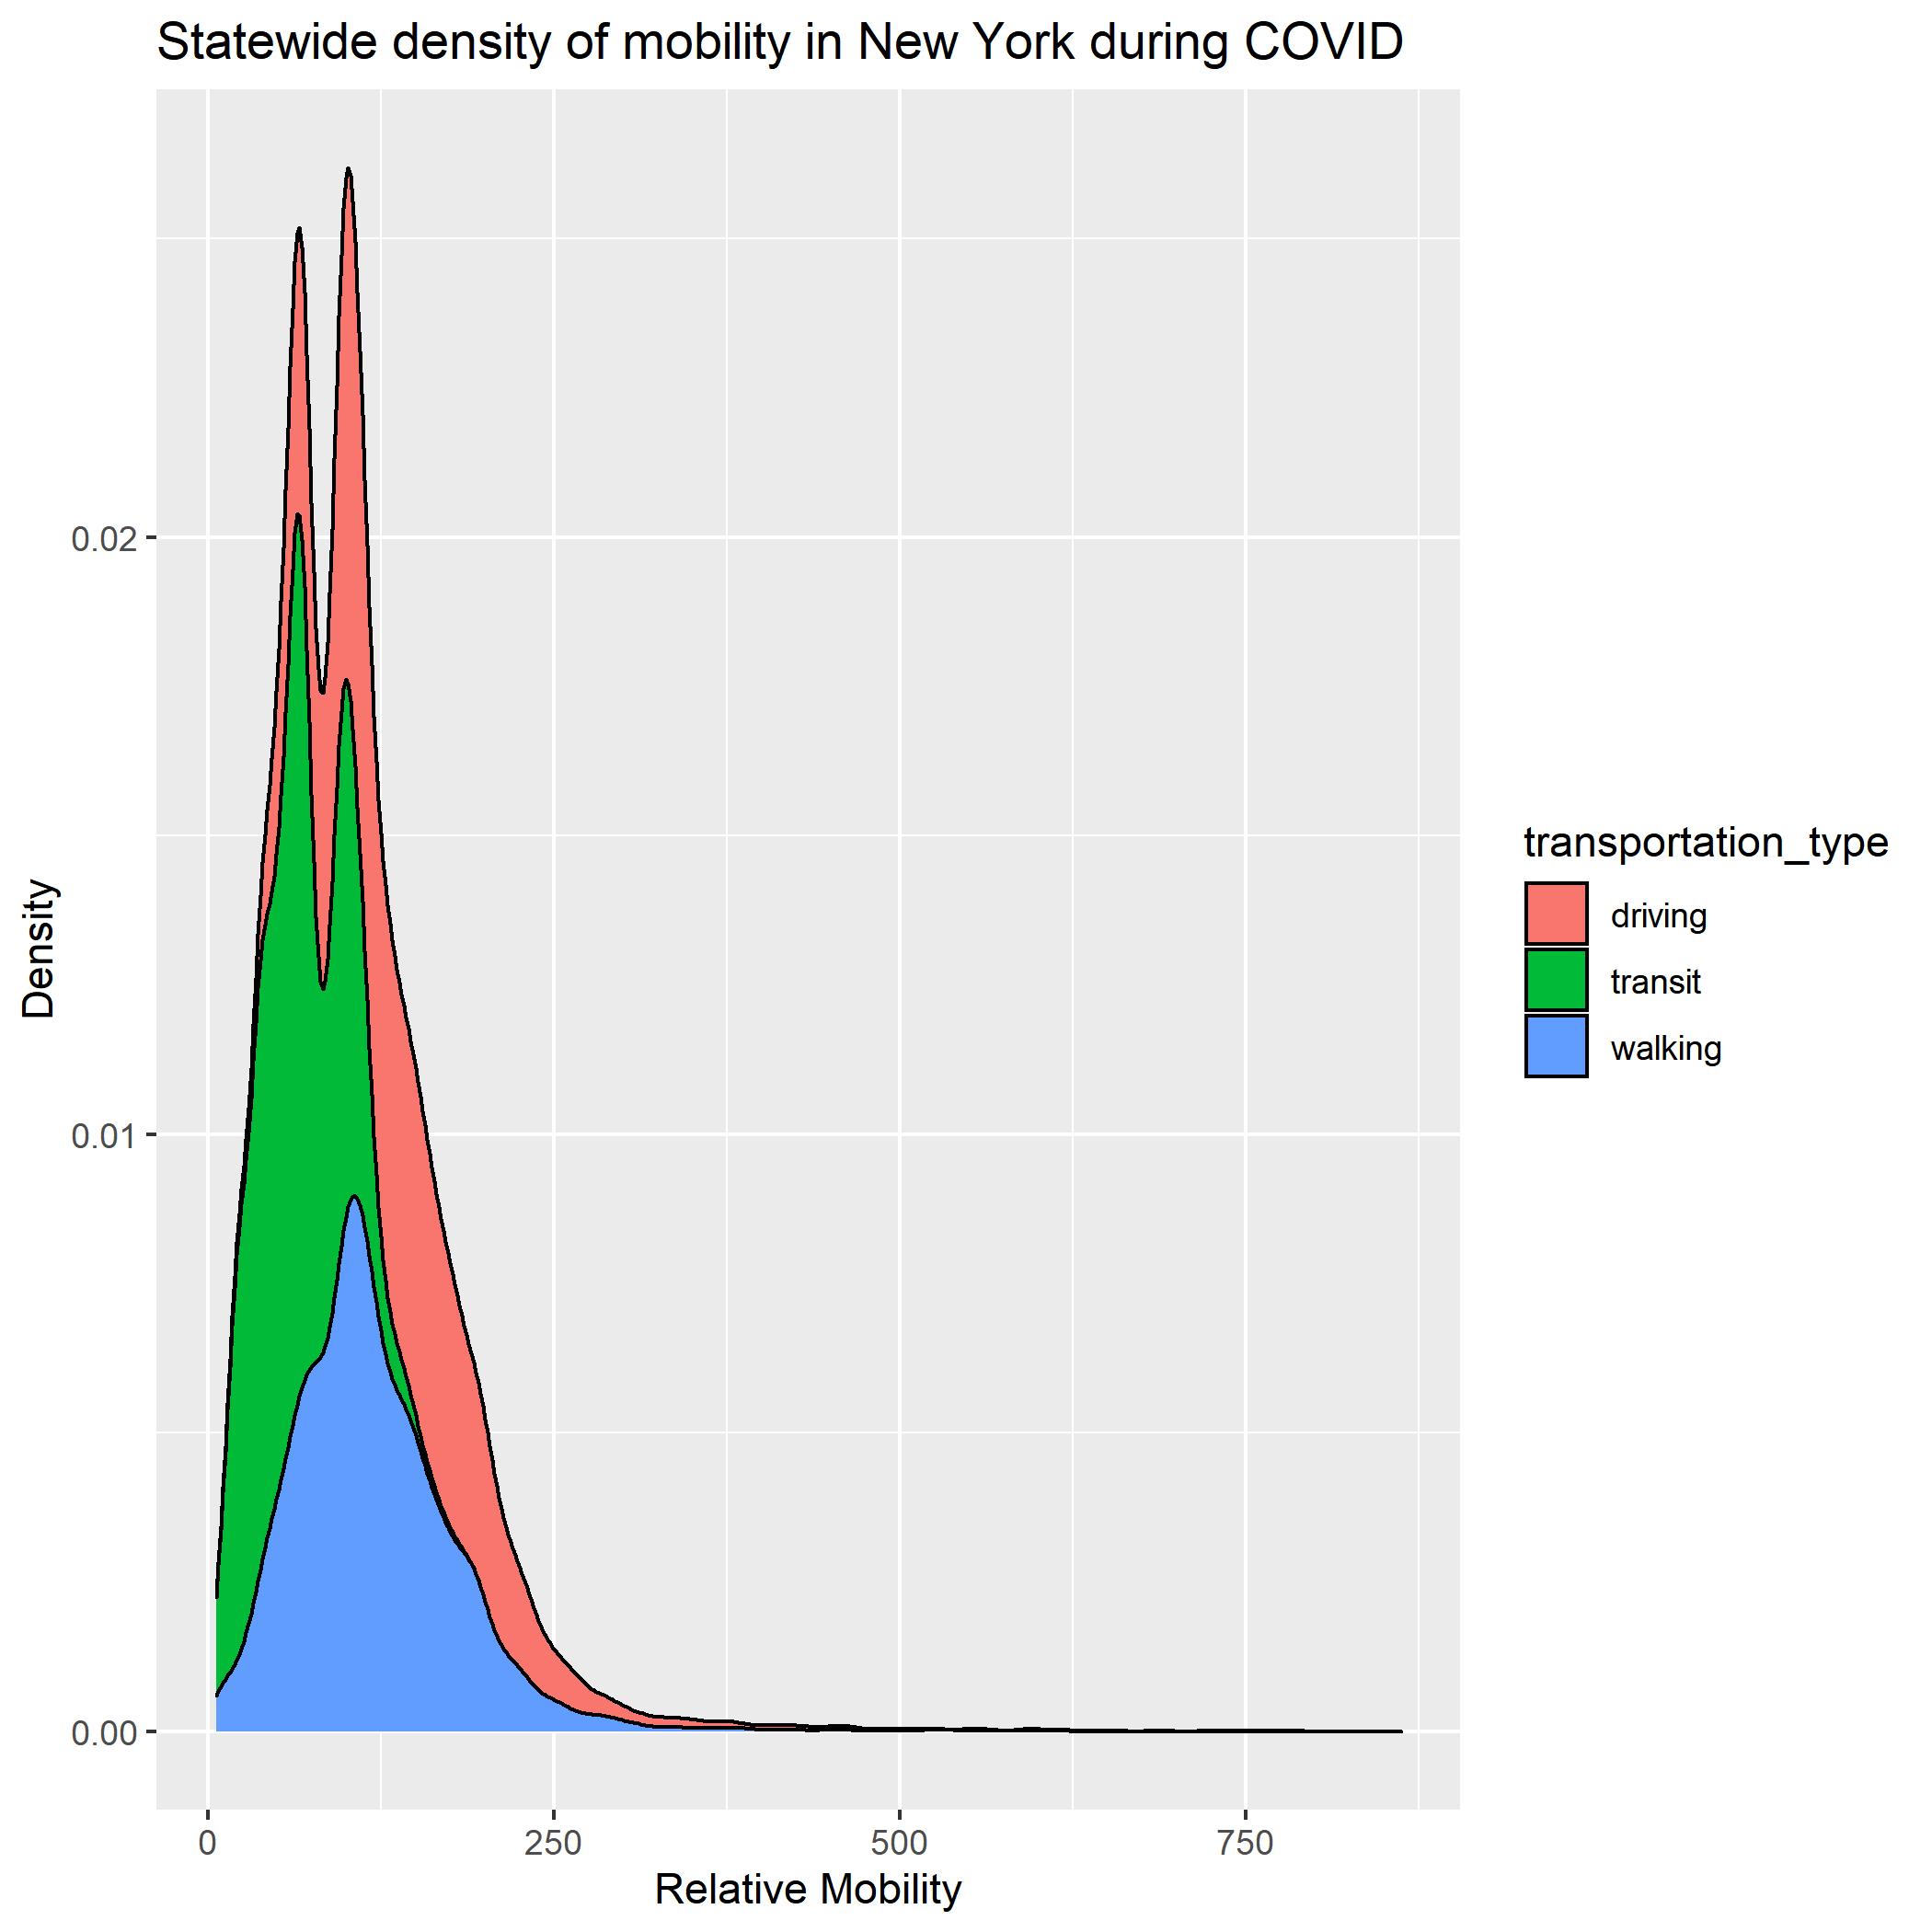 Statewide density of mobility in New York during COVID
Density
0.02
0.01
0.00
0
250
500
750
Relative Mobility
transportation_type
driving
transit
walking